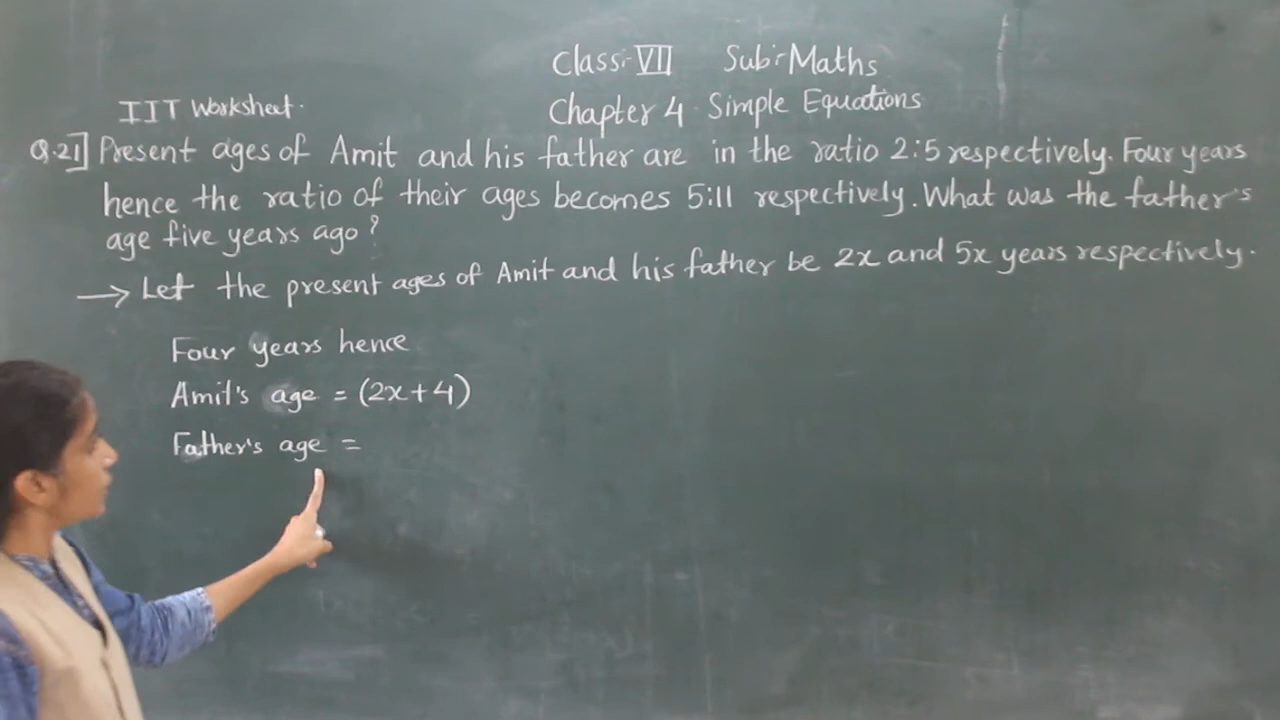 Class:- VII Sub:- Maths
IIT Worksheet.
Chapter 4. Simple Equations
Q.21] Present ages of Amit and his father are in the ratio 2:5 respectively. Four years
hence the ratio of their ages becomes 5:11 respectively. What was the father's
age five years ago?
→ Let the present ages of Amit and his father be 2x and 5x years respectively.
Four years hence
Amit's age = (2x+4)
Father's age =